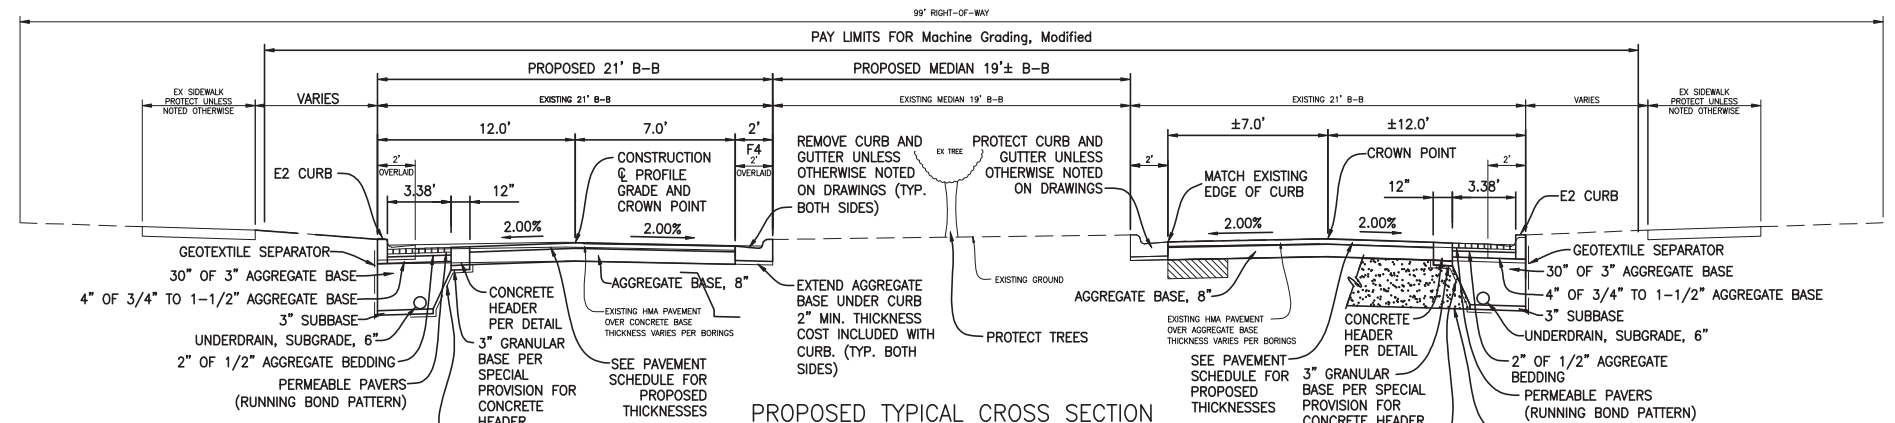 99' RIGHT-OF-WAY
PAY LIMITS FOR Machine Grading, Modified
PROPOSED 21' B-B
PROPOSED MEDIAN 19'± B-B
EX SIDEWALK
PROTECT UNLESS
NOTED OTHERWISE
VARIES
EXISTING 21' B-B
EXISTING MEDIAN 19' B-B
EXISTING 21' B-B
VARIES
EX SIDEWALK
PROTECT UNLESS
NOTED OTHERWISE
12.0'
7.0'
2'
F4
2'
OVERLAID
2'
OVERLAID
E2 CURB
3.38'
12"
CONSTRUCTION
℄ PROFILE
GRADE AND
CROWN POINT
2.00%
2.00%
REMOVE CURB AND
GUTTER UNLESS
OTHERWISE NOTED
ON DRAWINGS (TYP.
BOTH SIDES)
EX TREE
PROTECT CURB AND
GUTTER UNLESS
OTHERWISE NOTED
ON DRAWINGS
±7.0'
±12.0'
2'
2'
CROWN POINT
MATCH EXISTING
EDGE OF CURB
12"
3.38'
E2 CURB
2.00%
2.00%
GEOTEXTILE SEPARATOR
30" OF 3" AGGREGATE BASE
4" OF 3/4" TO 1-1/2" AGGREGATE BASE
3" SUBBASE
UNDERDRAIN, SUBGRADE, 6"
2" OF 1/2" AGGREGATE BEDDING
PERMEABLE PAVERS
(RUNNING BOND PATTERN)
CONCRETE
HEADER
PER DETAIL
3" GRANULAR
BASE PER
SPECIAL
PROVISION FOR
CONCRETE
HEADER
AGGREGATE BASE, 8"
EXISTING HMA PAVEMENT
OVER CONCRETE BASE
THICKNESS VARIES PER BORINGS
SEE PAVEMENT
SCHEDULE FOR
PROPOSED
THICKNESSES
EXTEND AGGREGATE
BASE UNDER CURB
2" MIN. THICKNESS
COST INCLUDED WITH
CURB. (TYP. BOTH
SIDES)
EXISTING GROUND
PROTECT TREES
AGGREGATE BASE, 8"
EXISTING HMA PAVEMENT
OVER AGGREGATE BASE
THICKNESS VARIES PER BORINGS
SEE PAVEMENT
SCHEDULE FOR
PROPOSED
THICKNESSES
CONCRETE
HEADER
PER DETAIL
3" GRANULAR
BASE PER SPECIAL
PROVISION FOR
CONCRETE HEADER
GEOTEXTILE SEPARATOR
30" OF 3" AGGREGATE BASE
4" OF 3/4" TO 1-1/2" AGGREGATE BASE
3" SUBBASE
UNDERDRAIN, SUBGRADE, 6"
2" OF 1/2" AGGREGATE
BEDDING
PERMEABLE PAVERS
(RUNNING BOND PATTERN)
PROPOSED TYPICAL CROSS SECTION